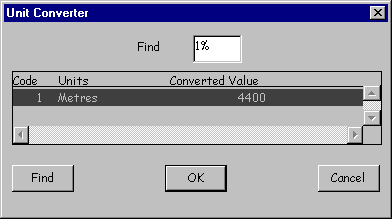 Unit Converter
Find 1%
Code Units Converted Value
1 Metres 4400
Find OK Cancel